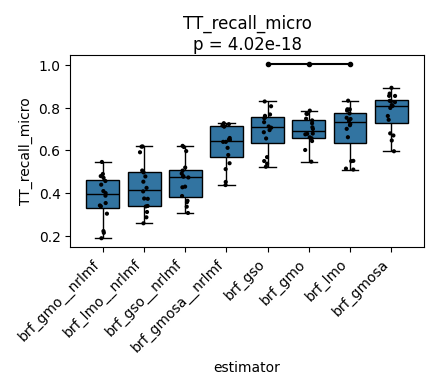 TT_recall_micro
p = 4.02e-18
TT_recall_micro
1.0
0.8
0.6
0.4
0.2
brf_gmo__nrlmf
brf_lmo__nrlmf
brf_gso__nrlmf
brf_gmosa__nrlmf
brf_gso
brf_gmo
brf_lmo
brf_gmosa
estimator